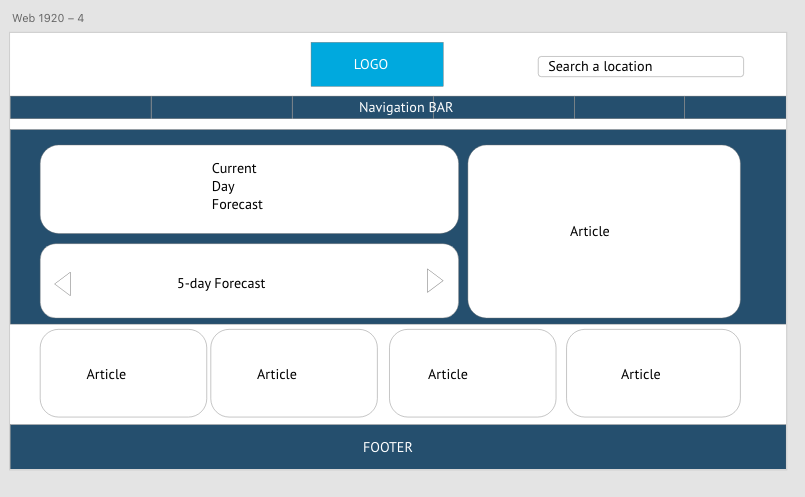 Web 1920 – 4
LOGO
Search a location
Navigation BAR
Current
Day
Forecast
Article
5-day Forecast
Article
Article
Article
Article
FOOTER